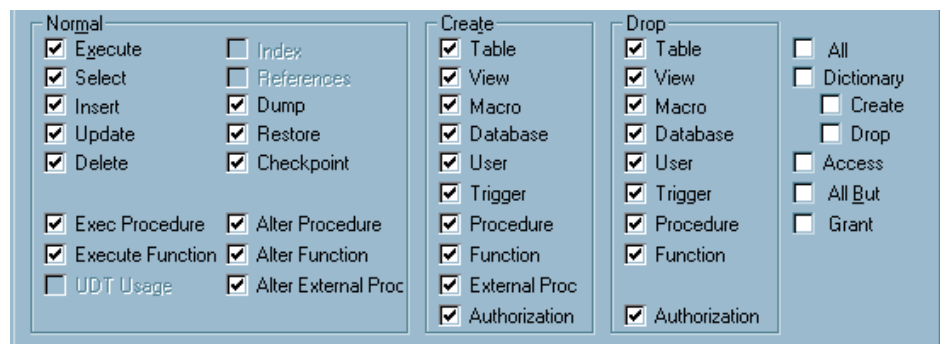 Normal
Execute
Select
Insert
Update
Delete
Exec Procedure
Execute Function
UDT Usage
Index
References
Dump
Restore
Checkpoint
Alter Procedure
Alter Function
Alter External Proc
Create
Table
View
Macro
Database
User
Trigger
Procedure
Function
External Proc
Authorization
Drop
Table
View
Macro
Database
User
Trigger
Procedure
Function
Authorization
All
Dictionary
Create
Drop
Access
All But
Grant